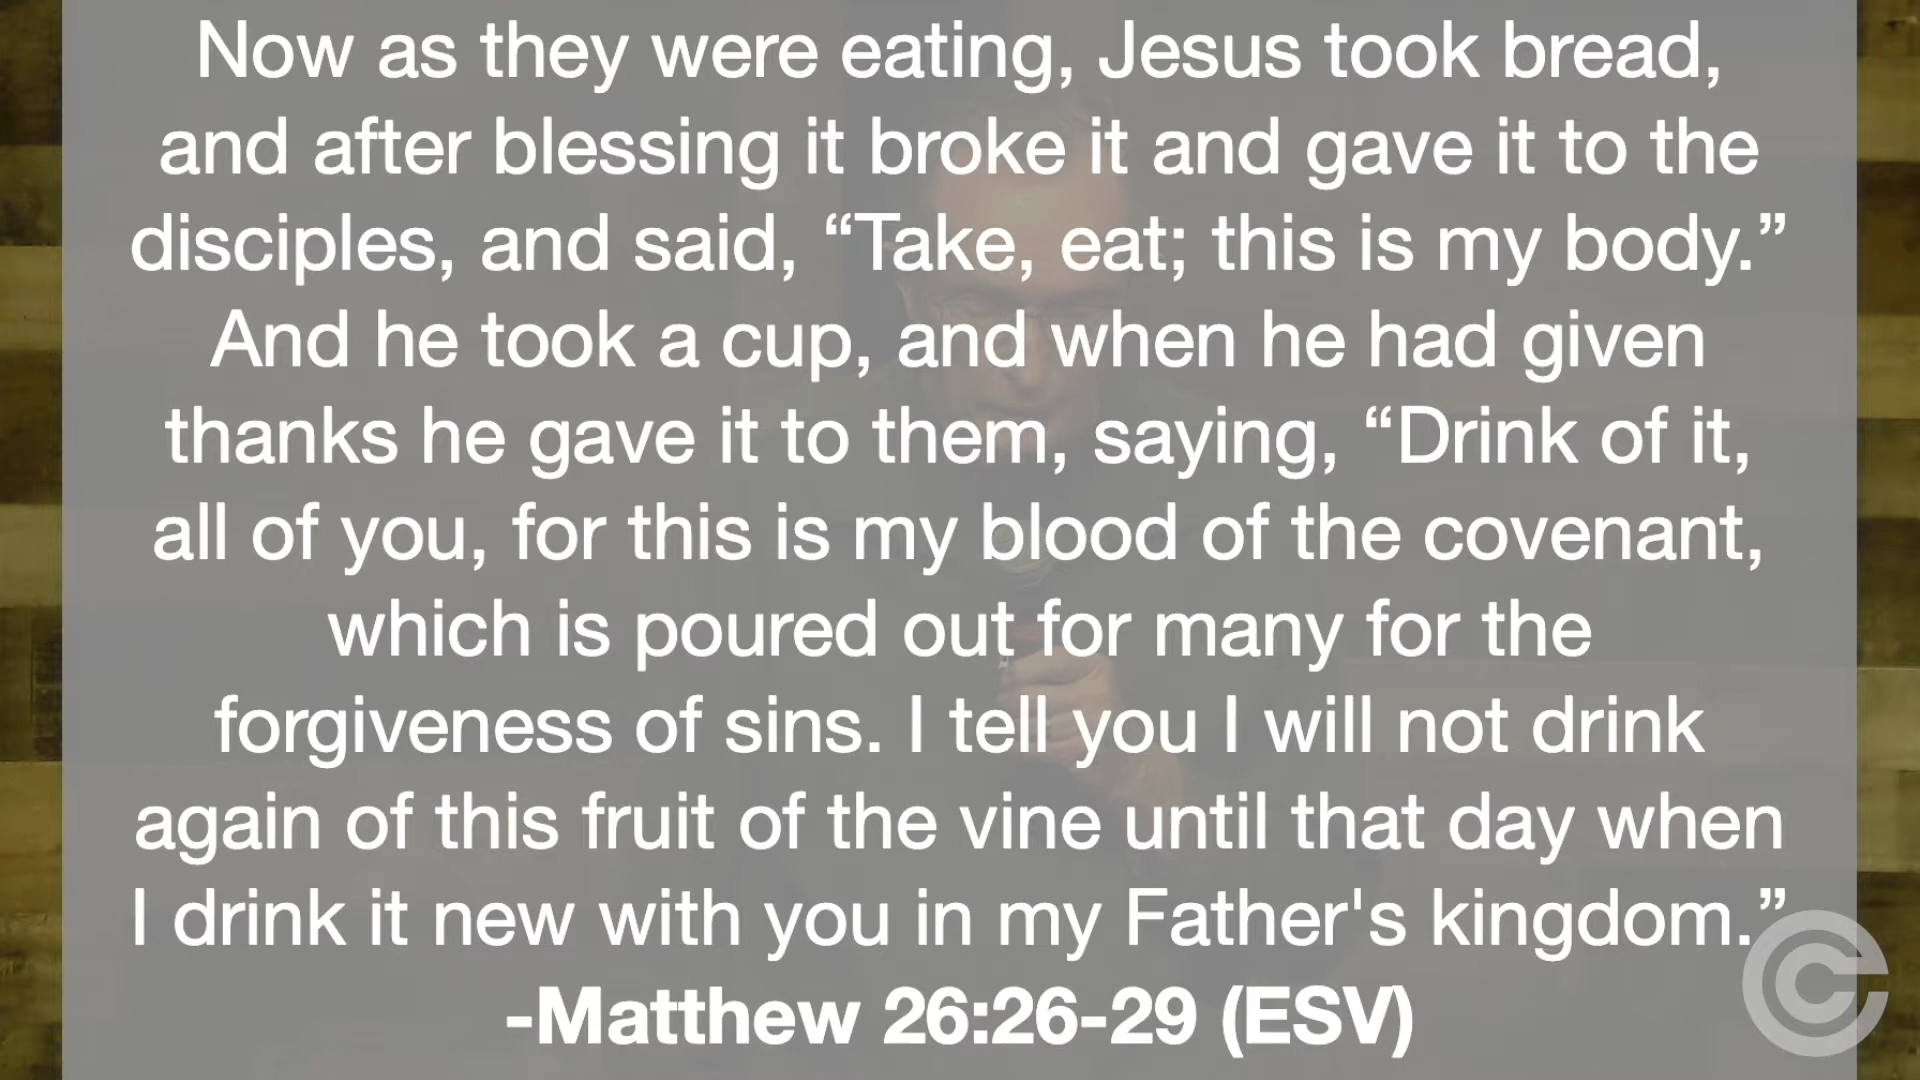 Now as they were eating, Jesus took bread,
and after blessing it broke it and gave it to the
disciples, and said, “Take, eat; this is my body.”
And he took a cup, and when he had given
thanks he gave it to them, saying, “Drink of it,
all of you, for this is my blood of the covenant,
which is poured out for many for the
forgiveness of sins. I tell you I will not drink
again of this fruit of the vine until that day when
I drink it new with you in my Father's kingdom.”
-Matthew 26:26-29 (ESV)